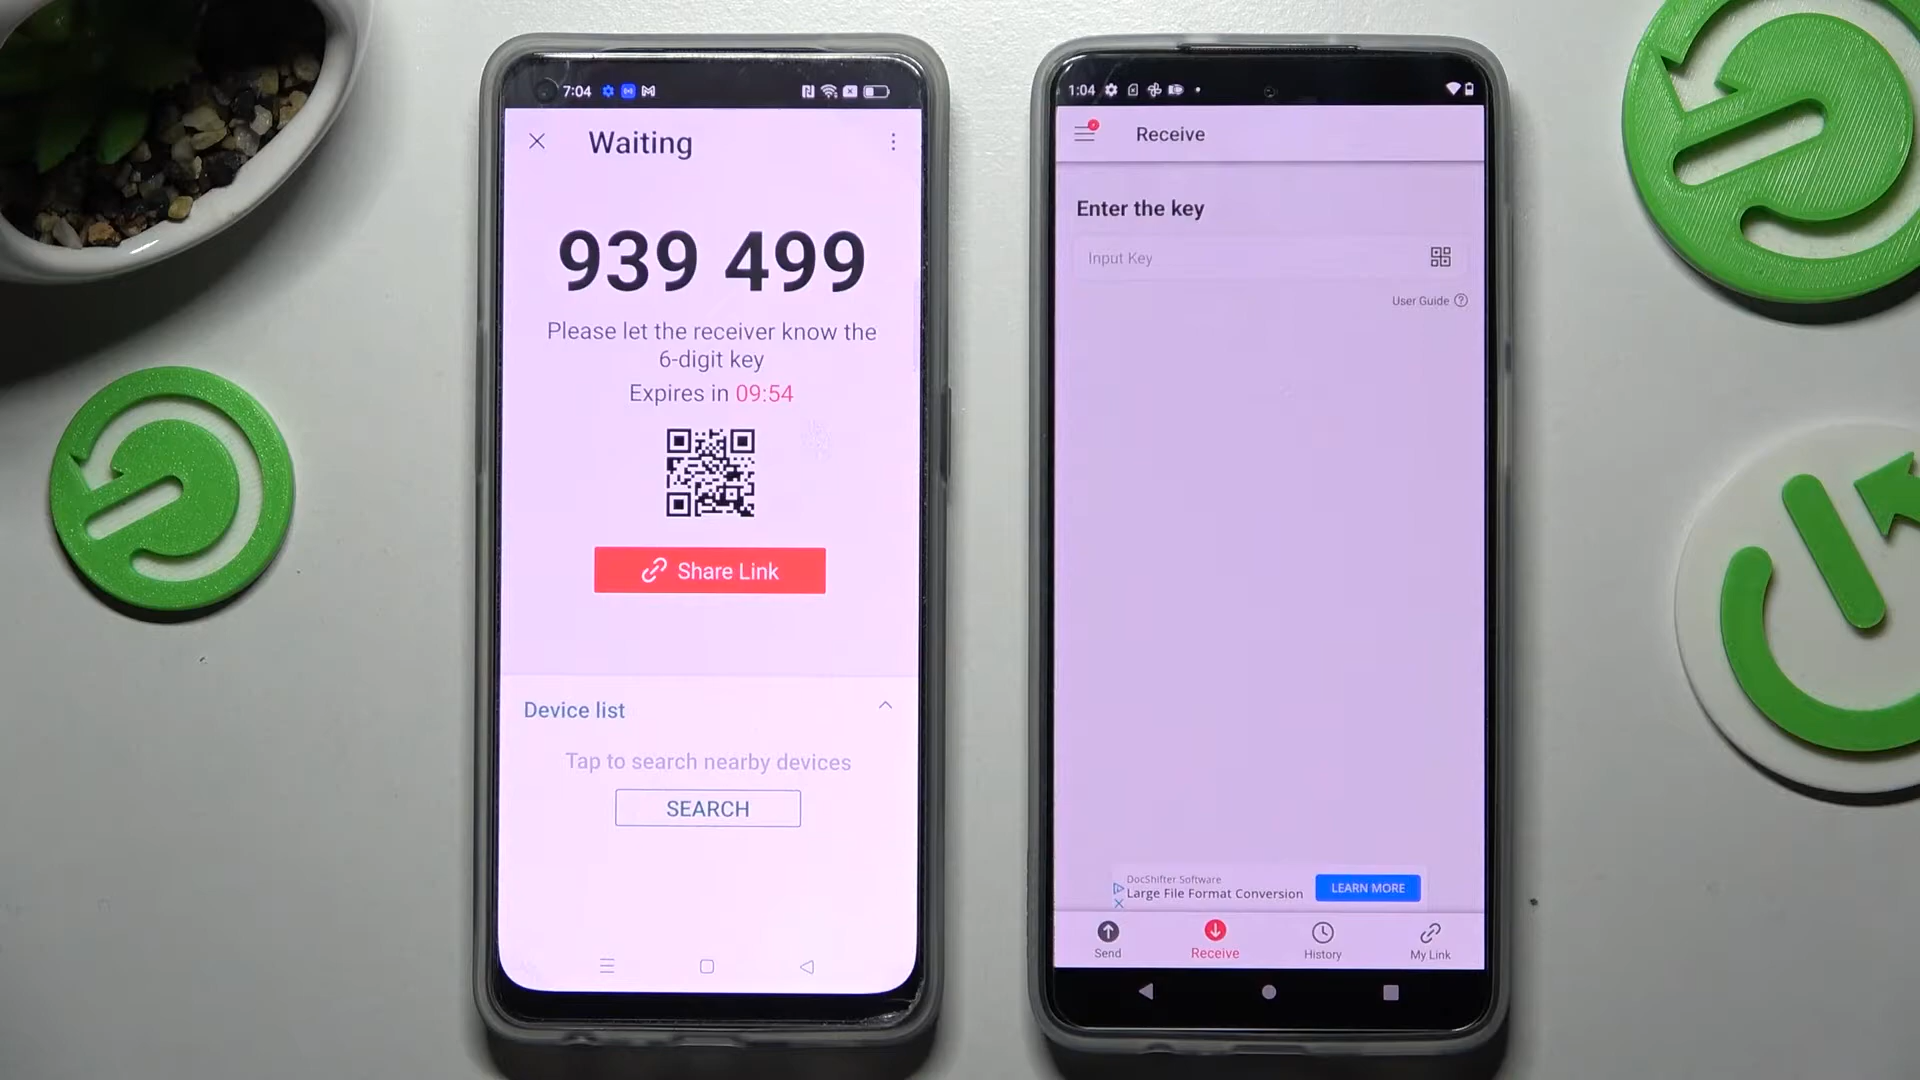 7:04
Waiting
939 499
Please let the receiver know the
6-digit key
Expires in 09:54
Share Link
Device list
Tap to search nearby devices
SEARCH
1:04
Receive
Enter the key
Input Key
User Guide
DocShifter Software
Large File Format Conversion
LEARN MORE
Send
Receive
History
My Link